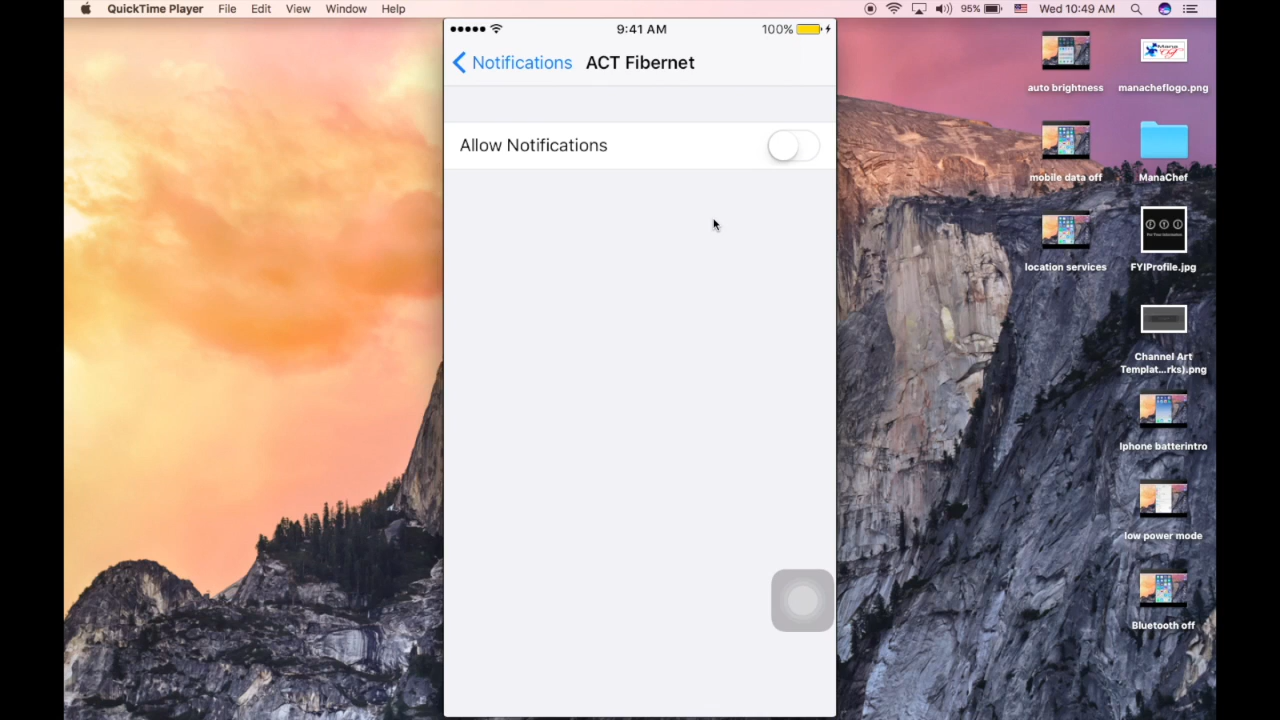 QuickTime Player File Edit View Window Help
95% Wed 10:49 AM
9:41 AM 100%
Notifications ACT Fibernet
Allow Notifications
auto brightness
manacheflogo.png
mobile data off
ManaChef
location services
FYIProfile.jpg
Channel Art
Templat...rks).png
Iphone batterintro
low power mode
Bluetooth off